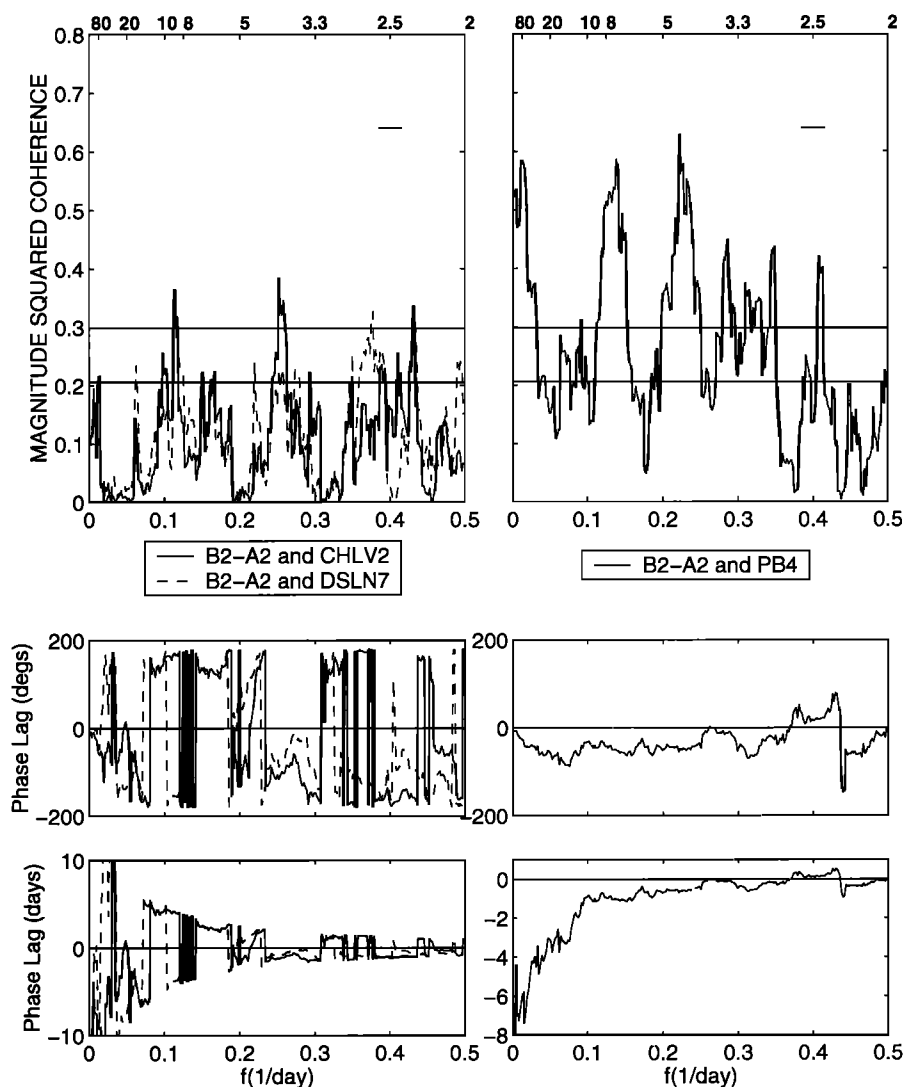 80 20 10 8 5 3.3 2.5 2
80 20 10 8 5 3.3 2.5 2
MAGNITUDE SQUARED COHERENCE
0.8
0.7
0.6
0.5
0.4
0.3
0.2
0.1
0
0 0.1 0.2 0.3 0.4 0.5
0 0.1 0.2 0.3 0.4 0.5
B2-A2 and CHLV2
B2-A2 and DSLN7
B2-A2 and PB4
Phase Lag (degs)
200
0
-200
200
0
-200
Phase Lag (days)
10
0
-10
0 0.1 0.2 0.3 0.4 0.5
f(1/day)
0
-2
-4
-6
-8
0 0.1 0.2 0.3 0.4 0.5
f(1/day)